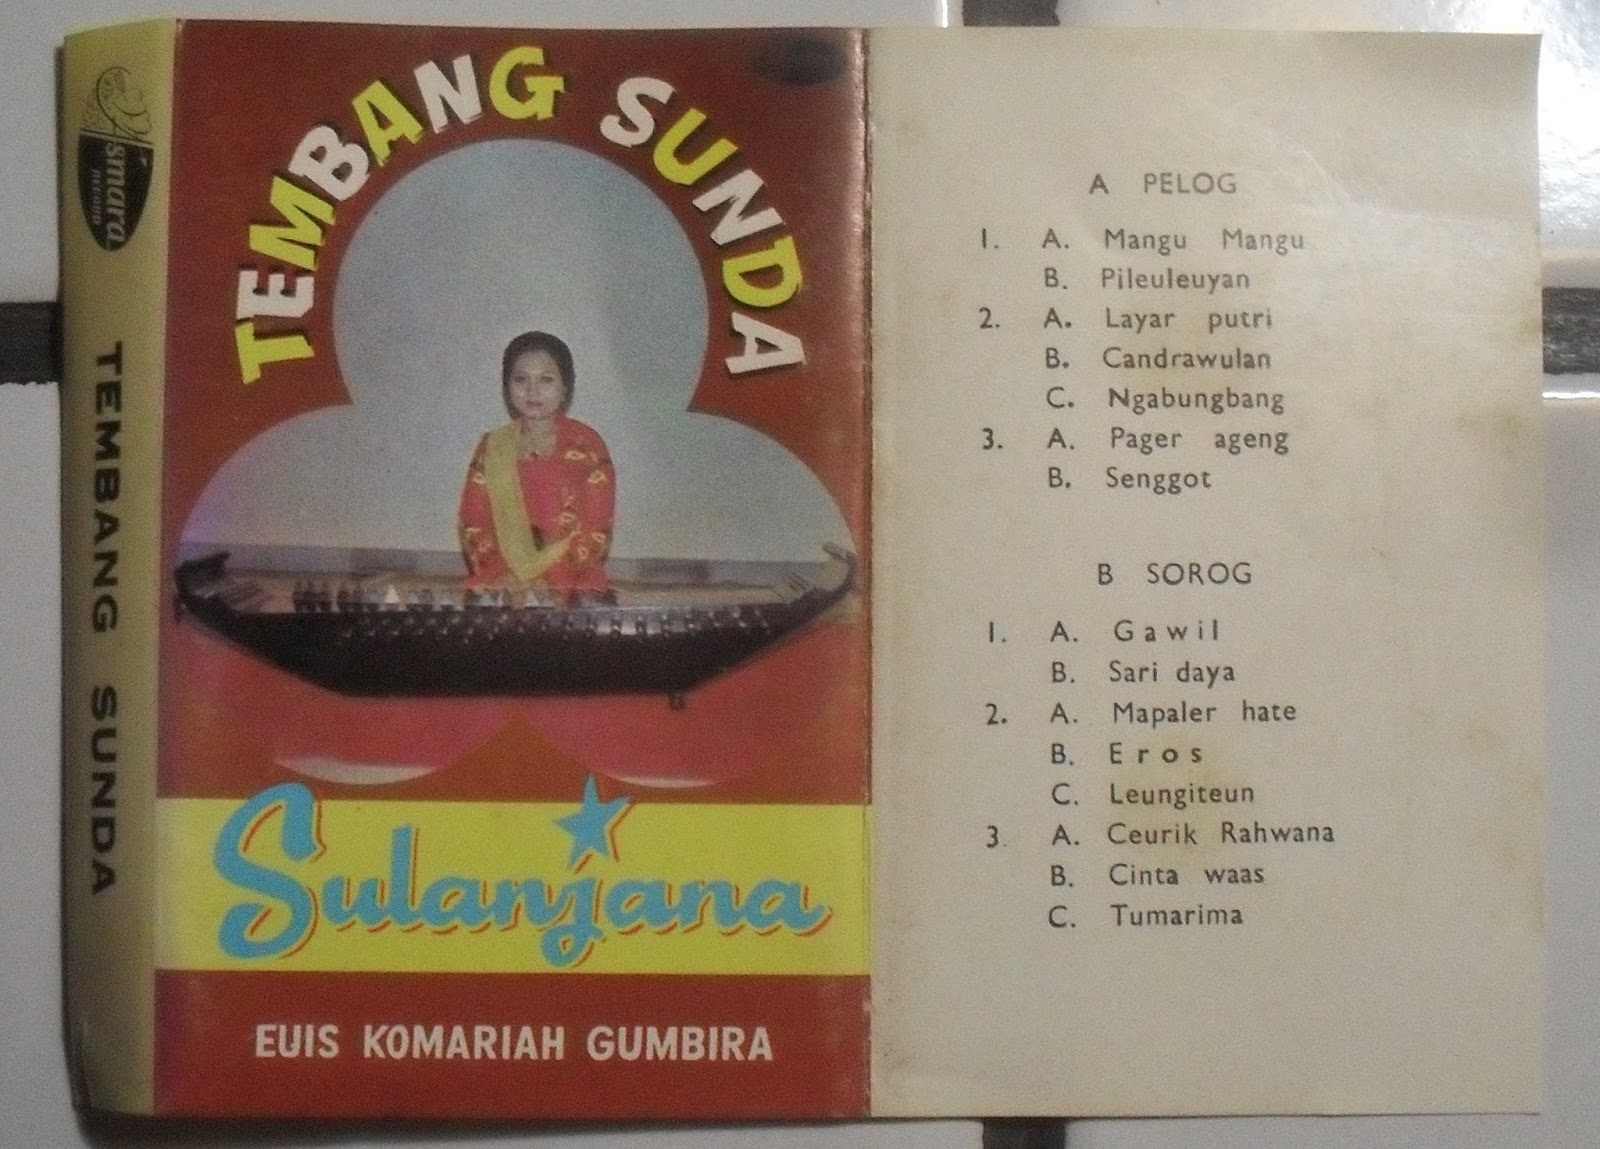 Asmara
RECORD
TEMBANG SUNDA
TEMBANG SUNDA
Sulanjana
EUIS KOMARIAH GUMBIRA
A PELOG
1. A. Mangu Mangu
B. Pileuleuyan
2. A. Layar putri
B. Candrawulan
C. Ngabungbang
3. A. Pager ageng
B. Senggot
B SOROG
1. A. Gawil
B. Sari daya
2. A. Mapaler hate
B. Eros
C. Leungiteun
3. A. Ceurik Rahwana
B. Cinta waas
C. Tumarima